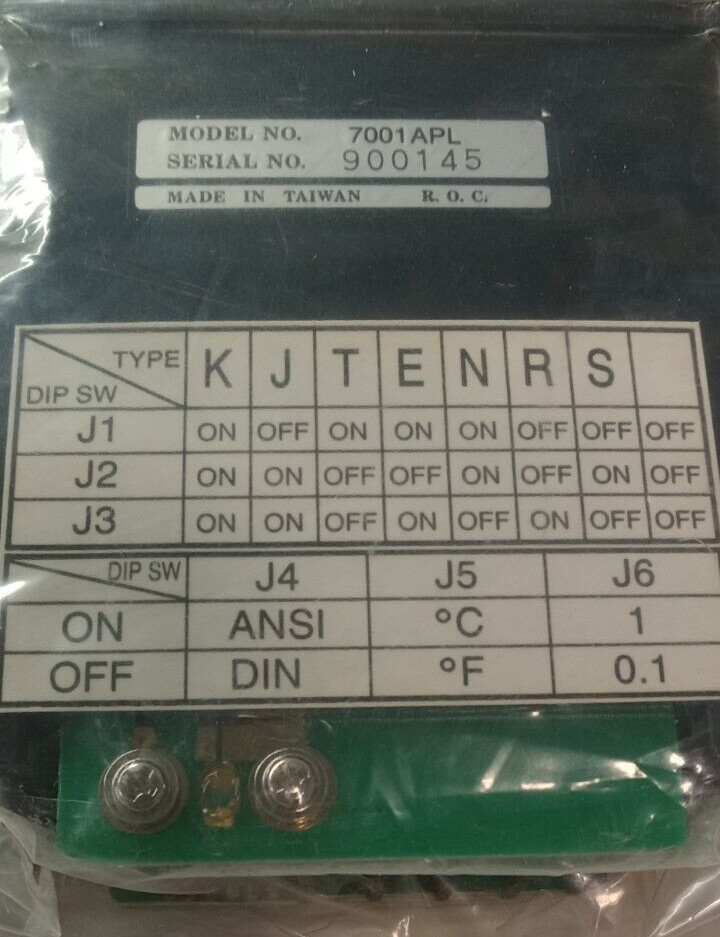 MODEL NO. 7001APL
SERIAL NO. 900145
MADE IN TAIWAN R. O. C.
TYPE K J T E N R S
DIP SW
J1 ON OFF ON ON ON OFF OFF OFF
J2 ON ON OFF OFF ON OFF ON OFF
J3 ON ON OFF ON OFF ON OFF OFF
DIP SW J4 J5 J6
ON ANSI °C 1
OFF DIN °F 0.1